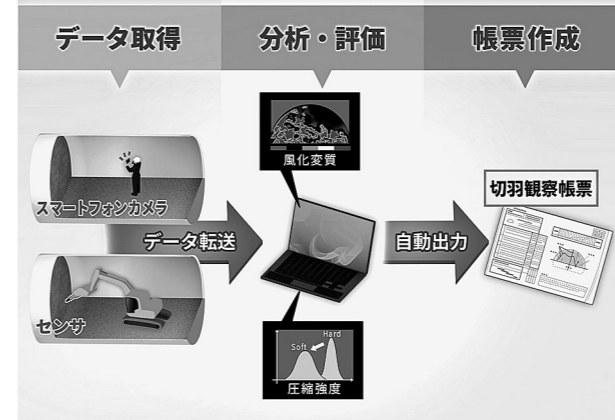 データ取得
分析・評価
帳票作成
風化変質
スマートフォンカメラ
データ転送
自動出力
切羽観察帳票
センサ
Soft
Hard
圧縮強度